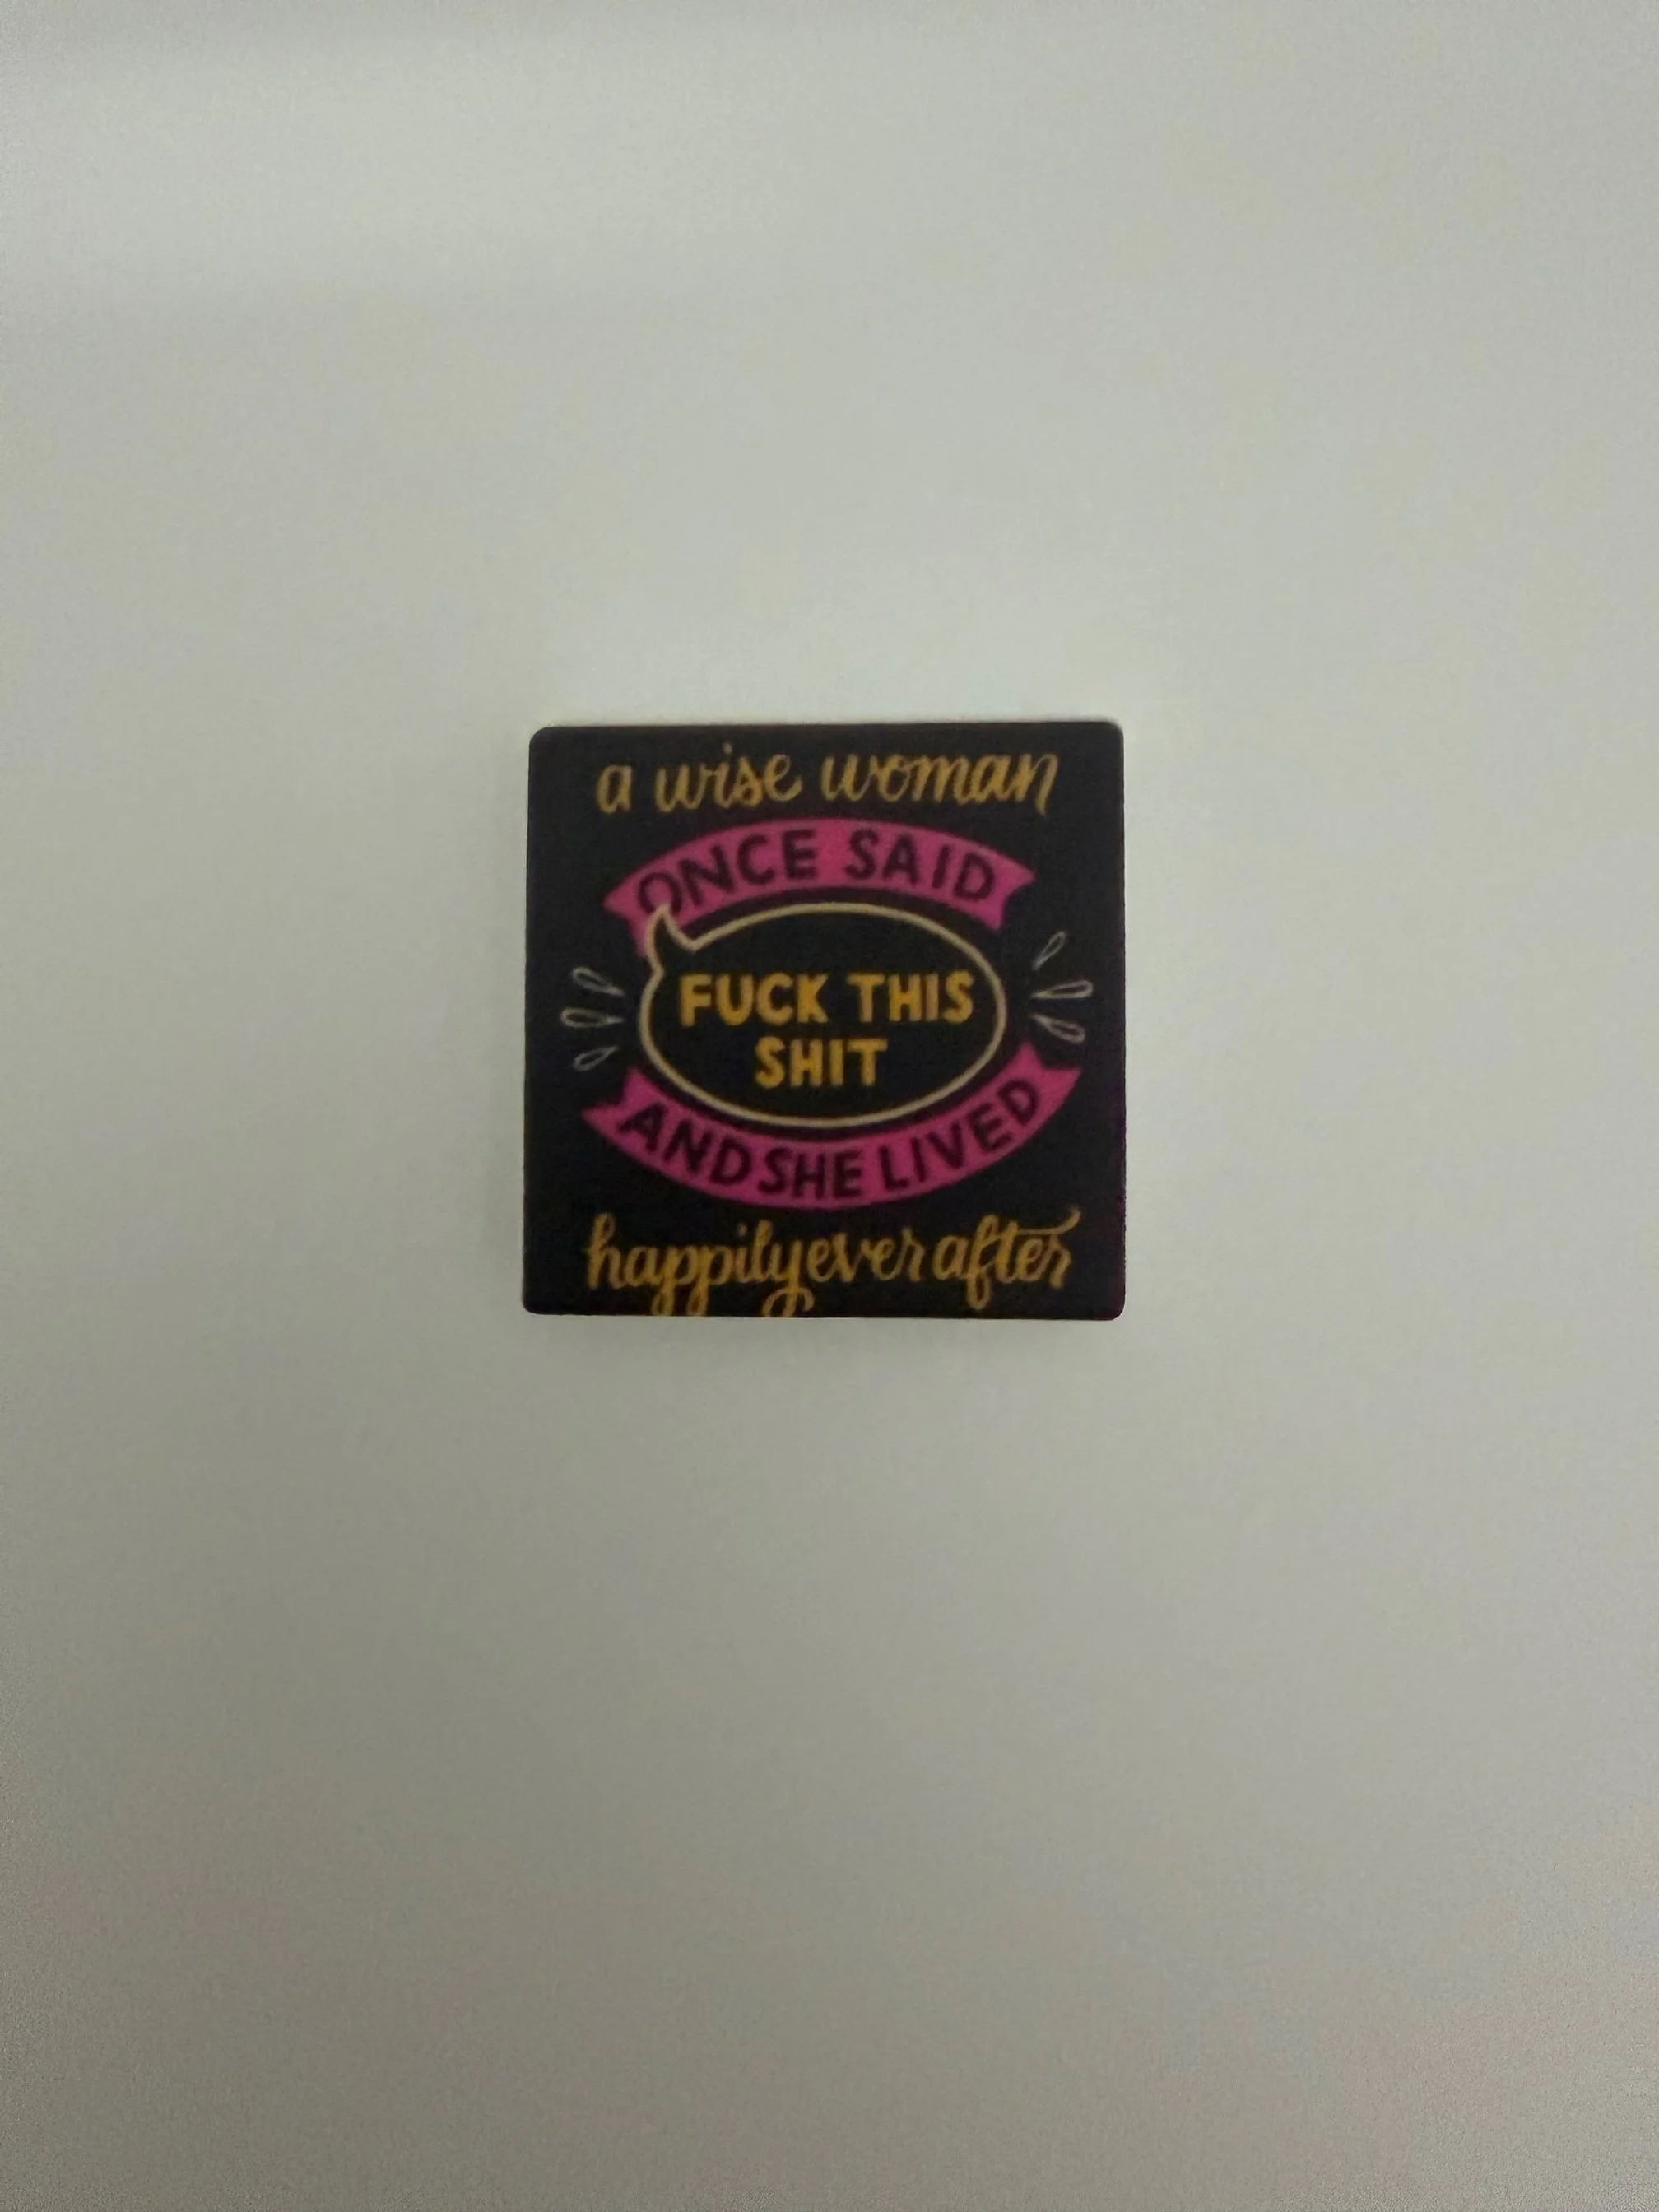 a wise woman
ONCE SAID
FUCK THIS
SHIT
AND SHE LIVED
happily ever after